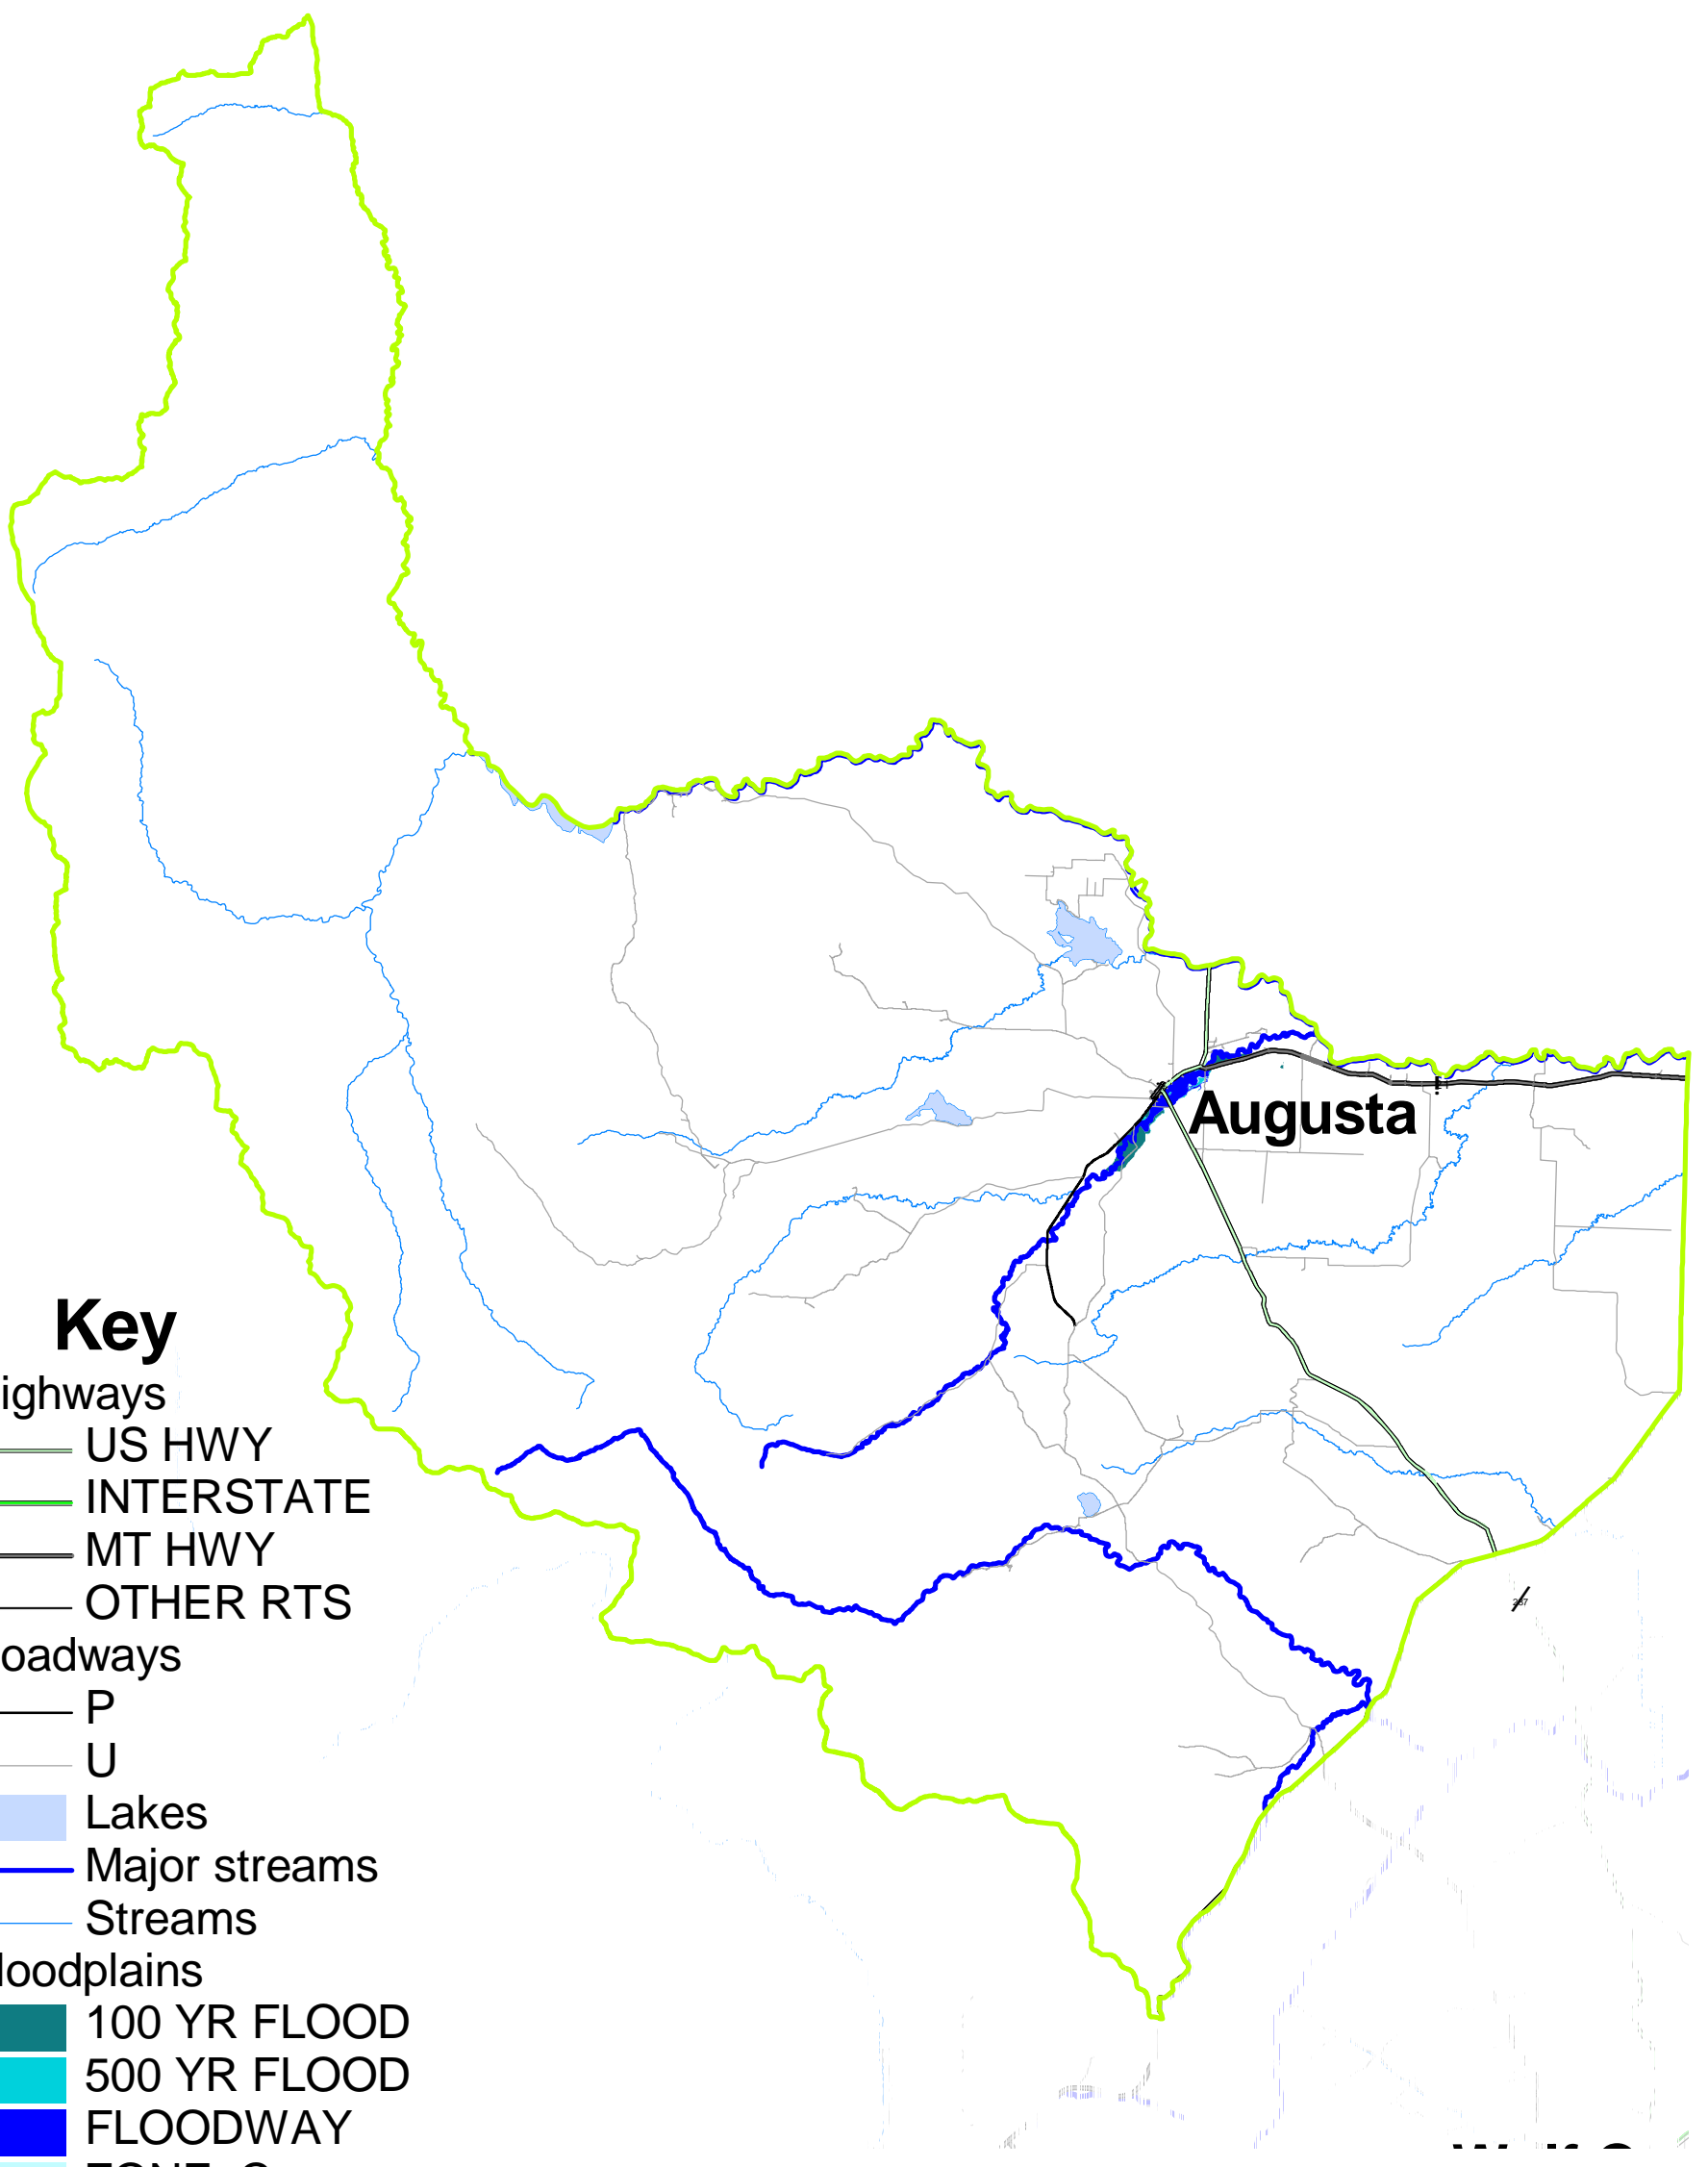 Augusta
Key
ighways
US HWY
INTERSTATE
MT HWY
OTHER RTS
oadways
P
U
Lakes
Major streams
Streams
loodplains
100 YR FLOOD
500 YR FLOOD
FLOODWAY